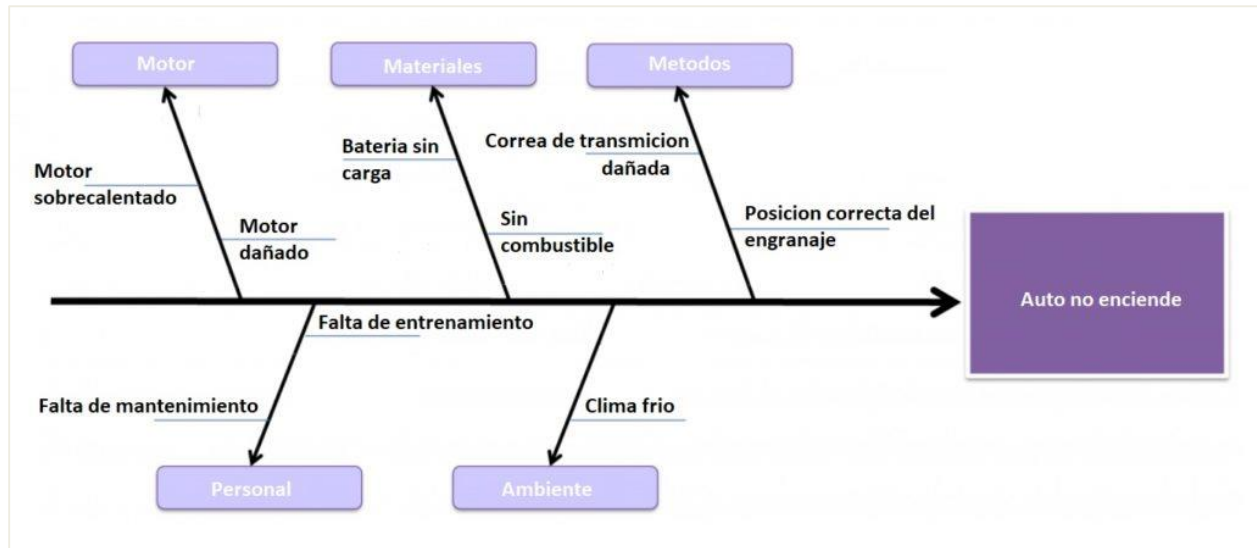 Motor
Materiales
Metodos
Bateria sin
carga
Correa de transmicion
dañada
Motor
sobrecalentado
Motor
dañado
Sin
combustible
Posicion correcta del
engranaje
Auto no enciende
Falta de entrenamiento
Falta de mantenimiento
Clima frio
Personal
Ambiente